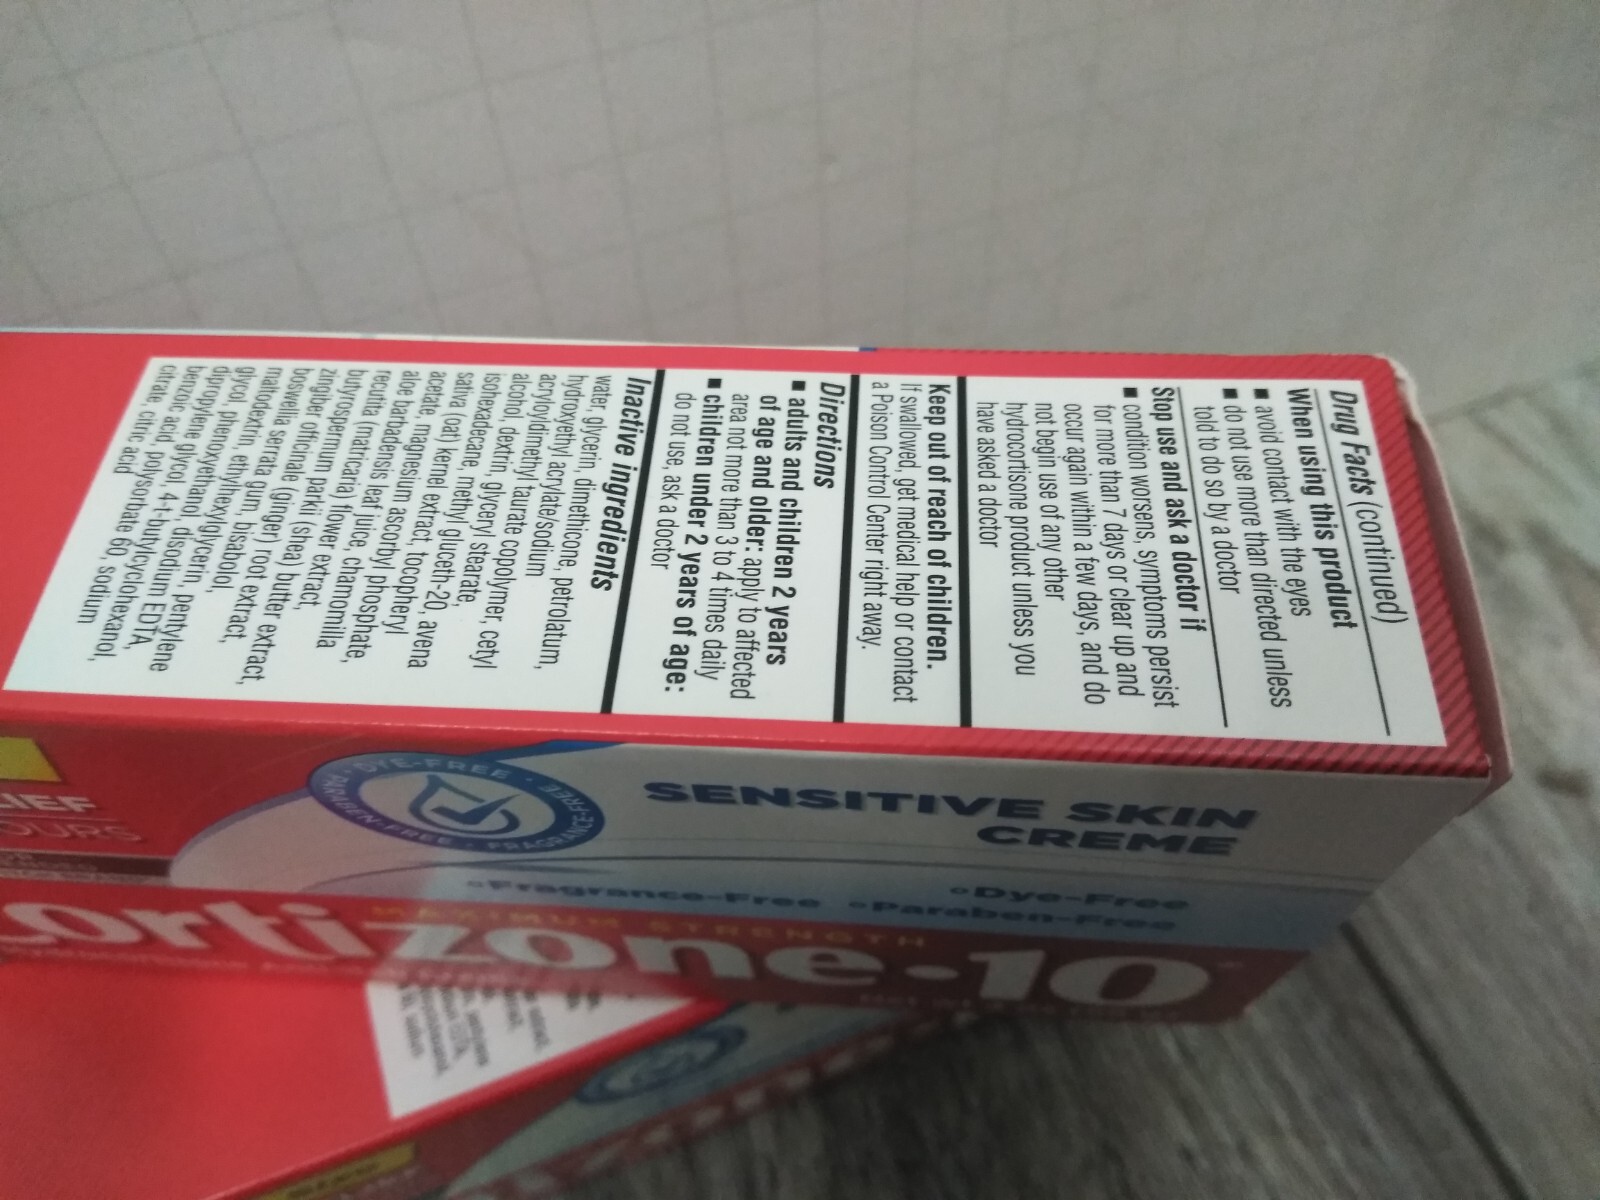 Drug Facts (continued)
When using this product
■ avoid contact with the eyes
■ do not use more than directed unless
told to do so by a doctor
Stop use and ask a doctor if
■ condition worsens, symptoms persist
for more than 7 days or clear up and
occur again within a few days, and do
not begin use of any other
hydrocortisone product unless you
have asked a doctor
Keep out of reach of children.
If swallowed, get medical help or contact
a Poison Control Center right away.
Directions
■ adults and children 2 years
of age and older: apply to affected
area not more than 3 to 4 times daily
■ children under 2 years of age:
do not use, ask a doctor
Inactive ingredients
water, glycerin, dimethicone, petrolatum,
hydroxyethyl acrylate/sodium
acryloyldimethyl taurate copolymer, cetyl
alcohol, dextrin, glyceryl stearate,
isohexadecane, methyl gluceth-20, avena
sativa (oat) kernel extract, tocopheryl
acetate, magnesium ascorbyl phosphate,
aloe barbadensis leaf juice, chamomilla
recutita (matricaria) flower extract,
butyrospermum parkii (shea) butter extract,
zingiber officinale (ginger) root extract,
boswellia serrata gum, bisabolol,
maltodextrin, ethylhexylglycerin, pentylene
glycol, phenoxyethanol, disodium EDTA,
dipropylene glycol, 4-t-butylcyclohexanol,
benzoic acid, polysorbate 60, sodium
citrate, citric acid
DYE-FREE · FRAGRANCE-FREE · PARABEN-FREE
SENSITIVE SKIN
CREME
Fragrance-Free
Dye-Free
Paraben-Free
LIEF
OURS
MAXIMUM STRENGTH
Cortizone·10